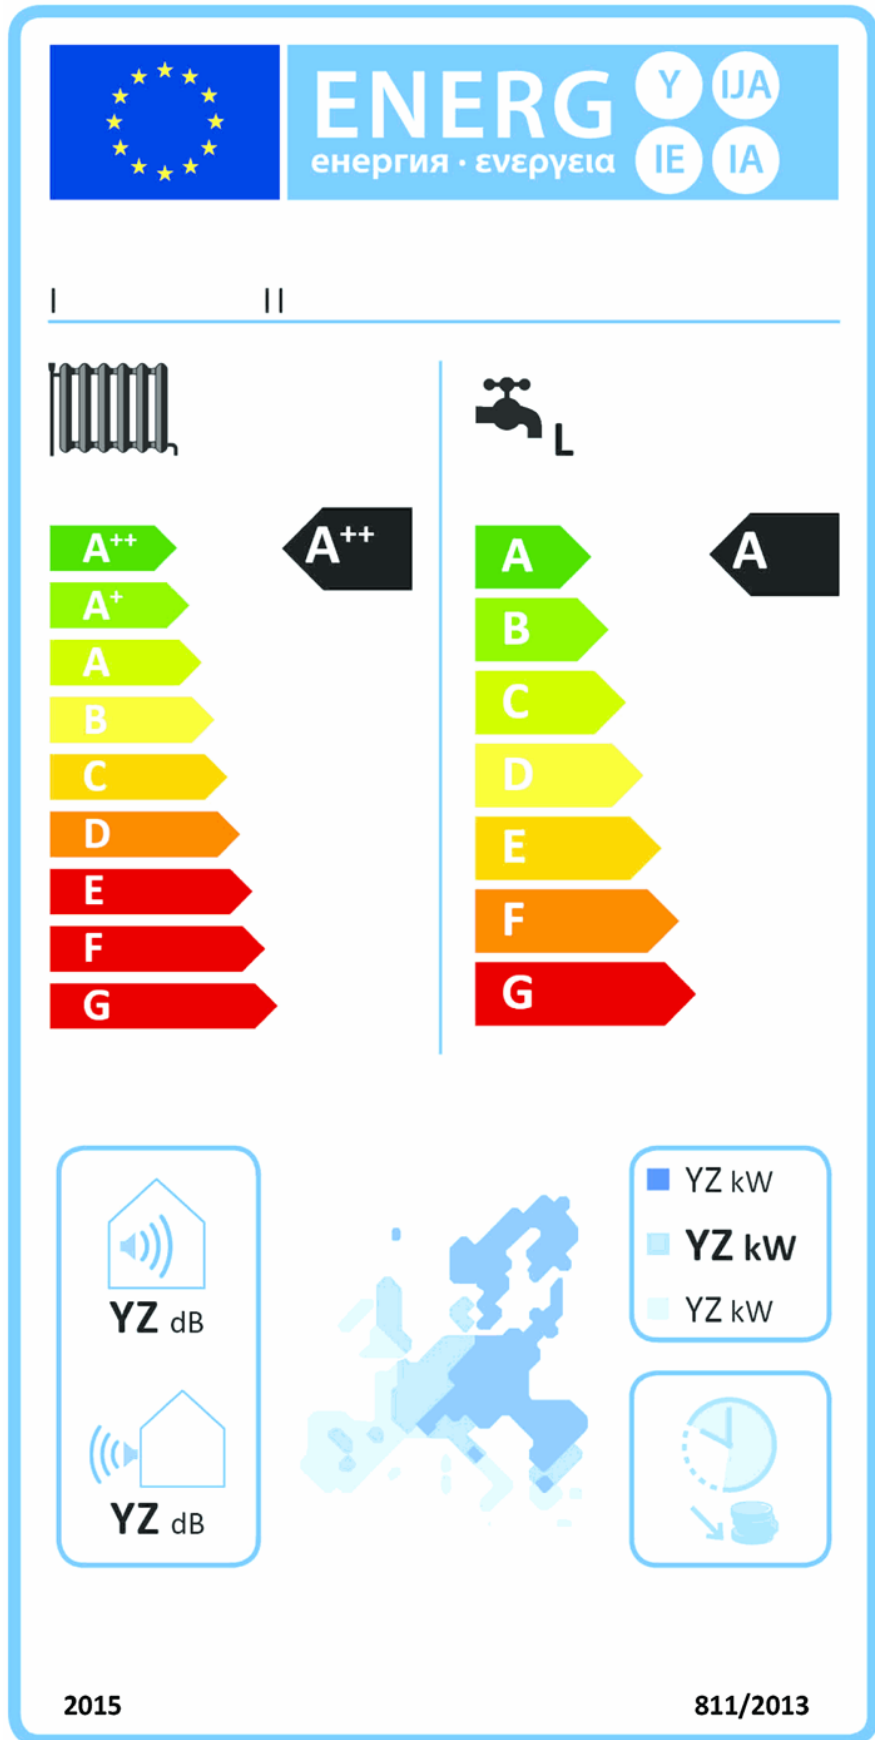 ENERG
енергия · ενεργεια
Y IJA
IE IA
I II
L
A++ A++
A+
A
B
C
D
E
F
G
A A
B
C
D
E
F
G
YZ dB
YZ dB
YZ kW
YZ kW
YZ kW
2015 811/2013